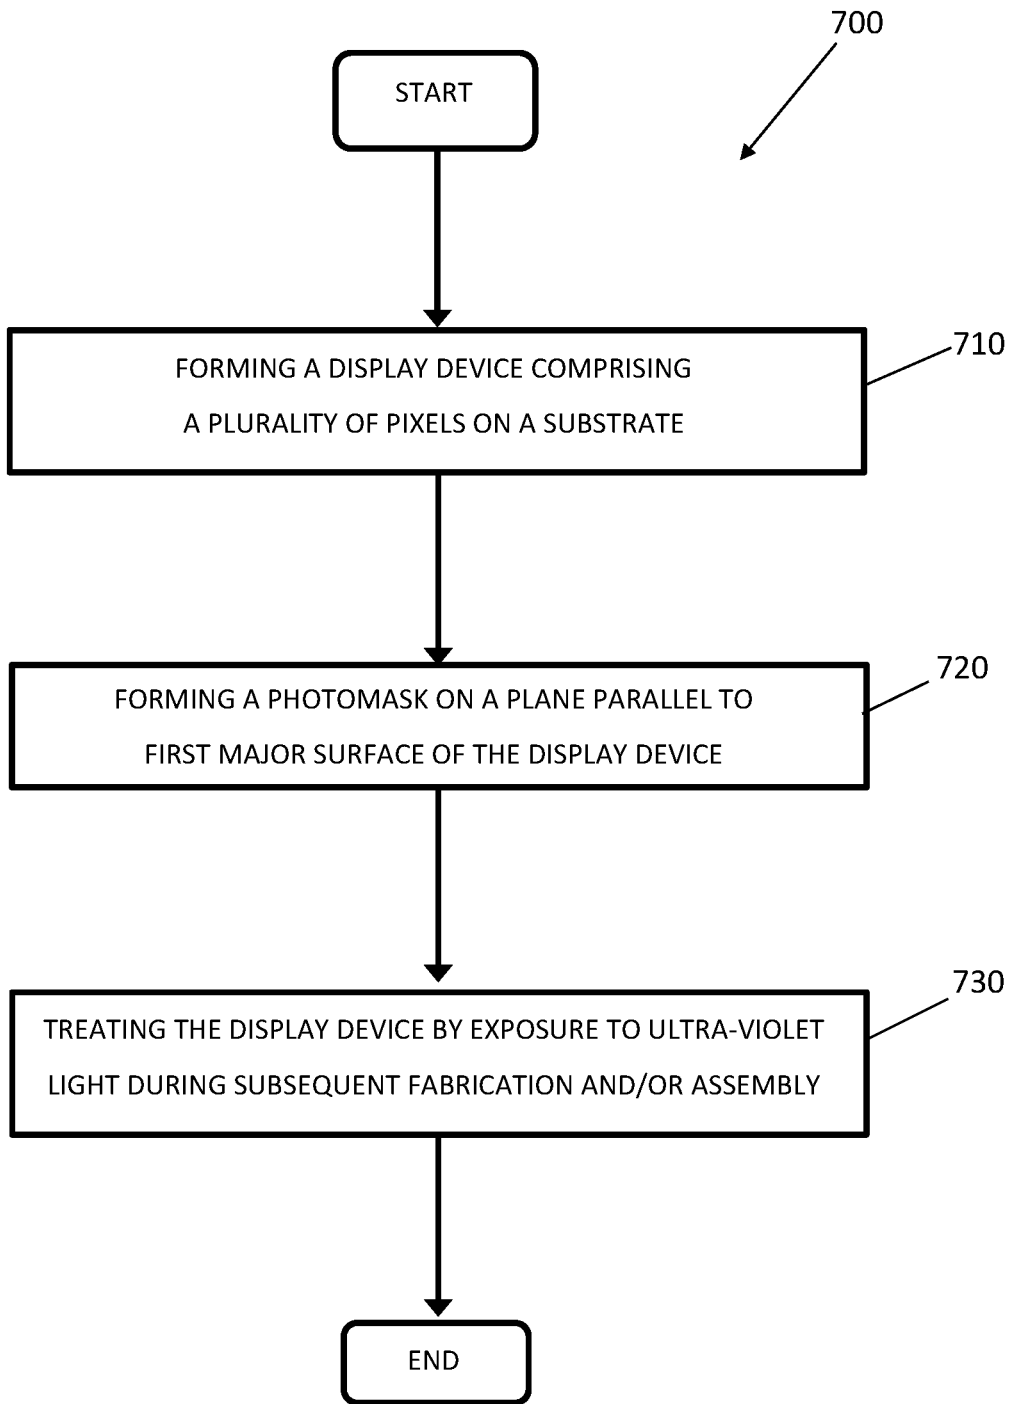 700
START
710
FORMING A DISPLAY DEVICE COMPRISING
A PLURALITY OF PIXELS ON A SUBSTRATE
720
FORMING A PHOTOMASK ON A PLANE PARALLEL TO
FIRST MAJOR SURFACE OF THE DISPLAY DEVICE
730
TREATING THE DISPLAY DEVICE BY EXPOSURE TO ULTRA-VIOLET
LIGHT DURING SUBSEQUENT FABRICATION AND/OR ASSEMBLY
END